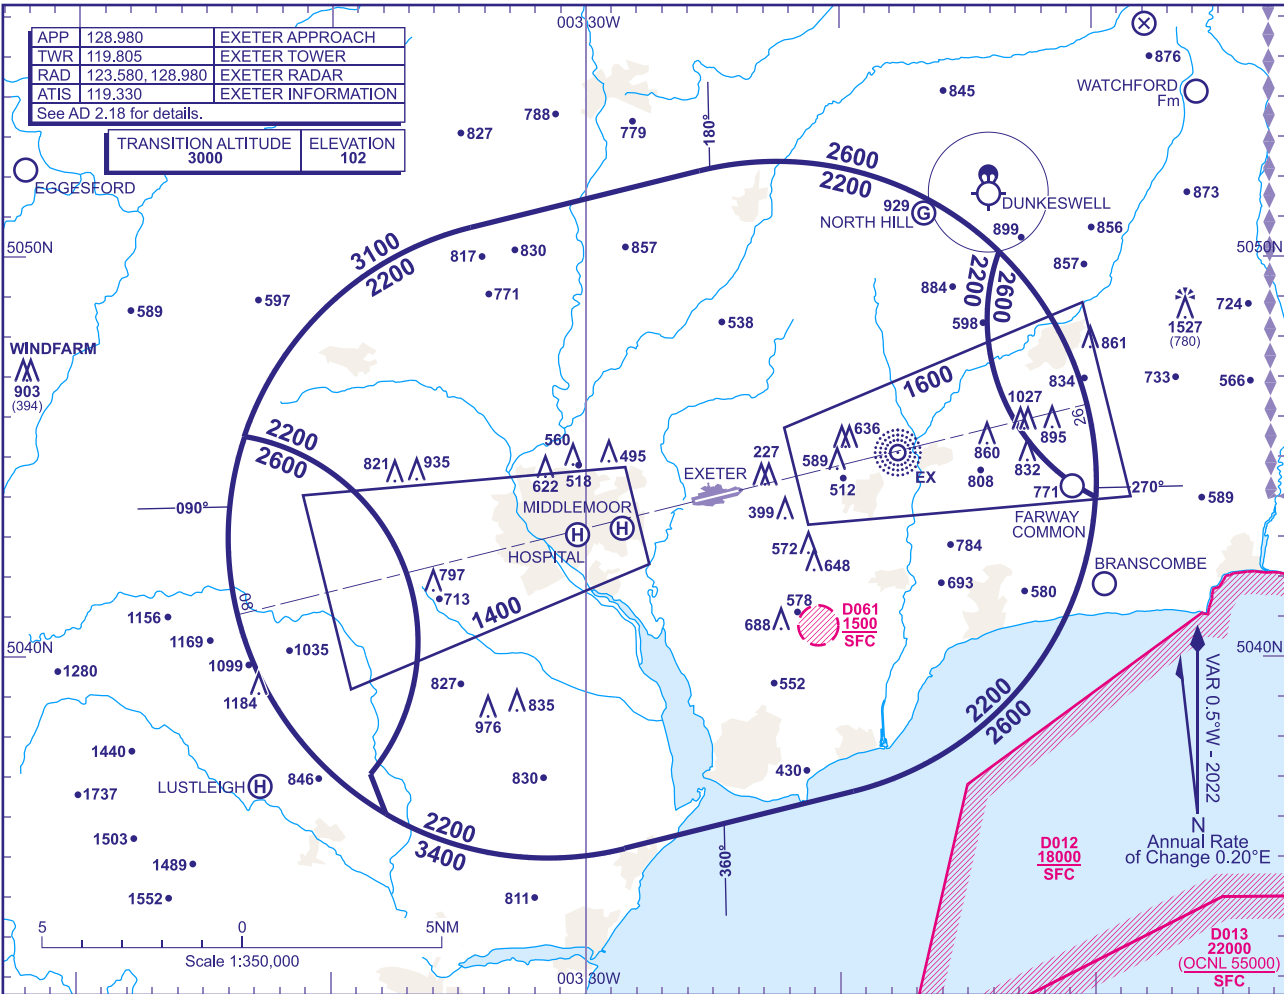 003 30W
APP 128.980 EXETER APPROACH
TWR 119.805 EXETER TOWER
RAD 123.580, 128.980 EXETER RADAR
ATIS 119.330 EXETER INFORMATION
See AD 2.18 for details.
TRANSITION ALTITUDE
3000
ELEVATION
102
876
WATCHFORD
Fm
845
788
827
779
180°
EGGESFORD
2600
2200
873
DUNKESWELL
929
NORTH HILL
G
899
856
5050N
3100
2200
817
830
857
857
5050N
771
884
2200
2600
597
589
538
598
1527
(780)
724
WINDFARM
903
(394)
861
1600
834
733
566
2200
2600
560
495
636
1027
26
895
821
935
622
518
227
589
860
832
EXETER
EX
512
808
771
270°
589
090°
MIDDLEMOOR
H
H
HOSPITAL
399
FARWAY
COMMON
572
648
784
BRANSCOMBE
797
713
693
580
08
1400
578
688
D061
1500
SFC
1156
1169
1035
5040N
1280
1099
1184
827
835
976
552
2200
2600
5040N
VAR 0.5°W - 2022
1440
846
LUSTLEIGH
H
830
430
1737
2200
3400
N
Annual Rate
of Change 0.20°E
1503
1489
360°
D012
18000
SFC
1552
811
5 0 5NM
Scale 1:350,000
003 30W
D013
22000
(OCNL 55000)
SFC